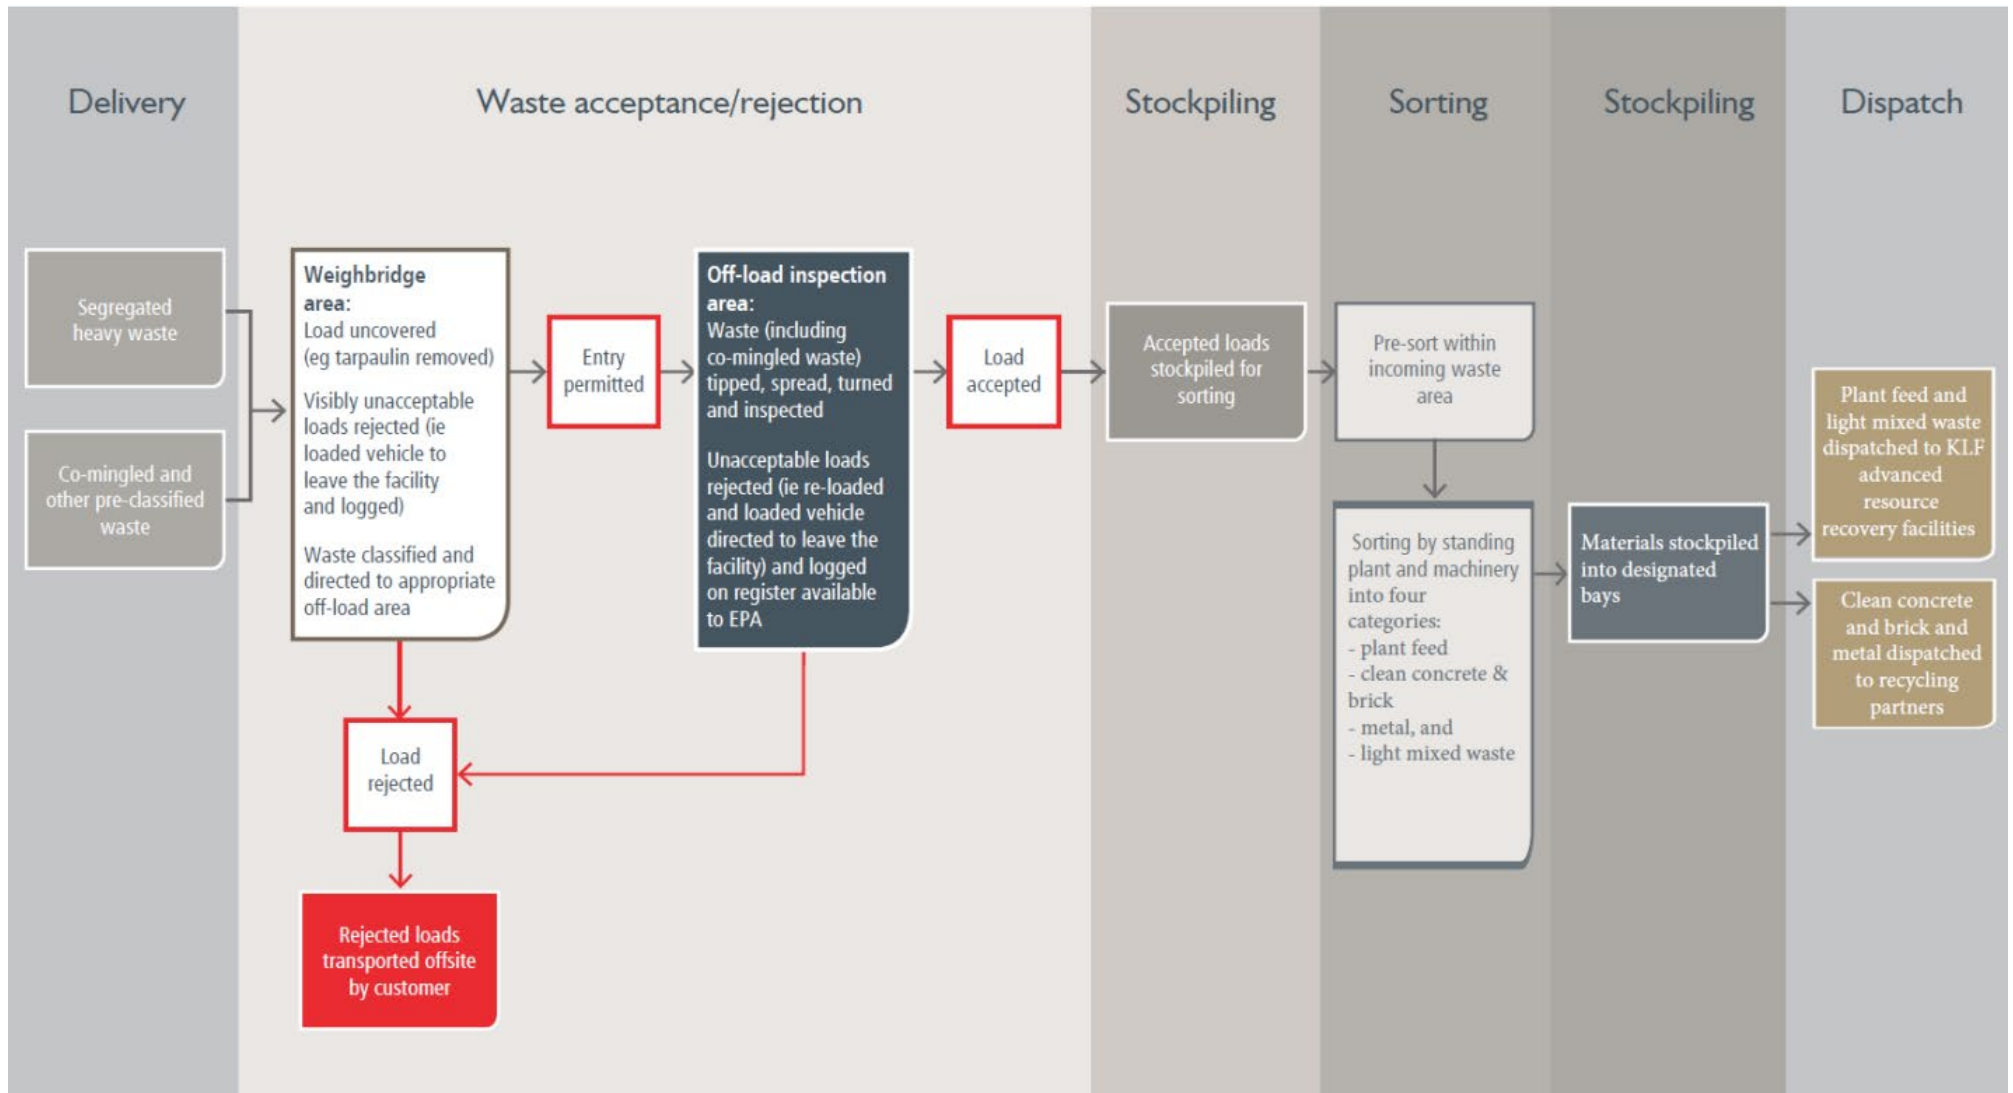 Delivery
Waste acceptance/rejection
Stockpiling
Sorting
Stockpiling
Dispatch
Segregated
heavy waste
Co-mingled and
other pre-classified
waste
Weighbridge
area:
Load uncovered
(eg tarpaulin removed)
Visibly unacceptable
loads rejected (ie
loaded vehicle to
leave the facility
and logged)
Waste classified and
directed to appropriate
off-load area
Entry
permitted
Off-load inspection
area:
Waste (including
co-mingled waste)
tipped, spread, turned
and inspected
Unacceptable loads
rejected (ie re-loaded
and loaded vehicle
directed to leave the
facility) and logged
on register available
to EPA
Load
accepted
Load
rejected
Rejected loads
transported offsite
by customer
Accepted loads
stockpiled for
sorting
Pre-sort within
incoming waste
area
Sorting by standing
plant and machinery
into four
categories:
- plant feed
- clean concrete &
brick
- metal, and
- light mixed waste
Materials stockpiled
into designated
bays
Plant feed and
light mixed waste
dispatched to KLF
advanced
resource
recovery facilities
Clean concrete
and brick and
metal dispatched
to recycling
partners